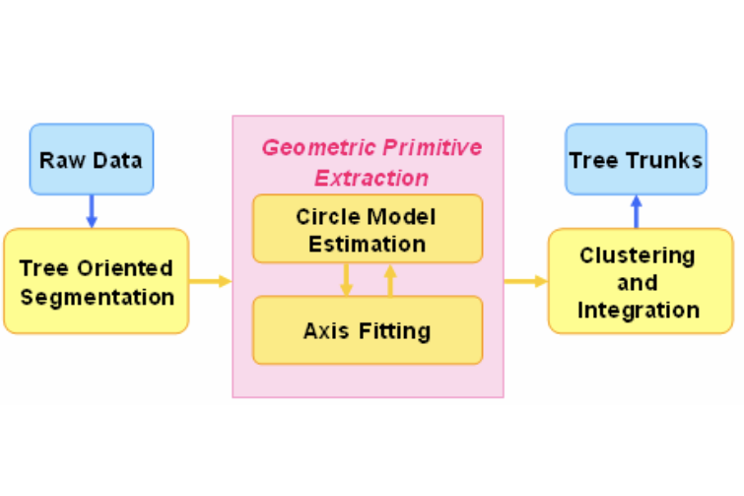 Raw Data
Tree Oriented
Segmentation
Geometric Primitive
Extraction
Circle Model
Estimation
Axis Fitting
Tree Trunks
Clustering
and
Integration